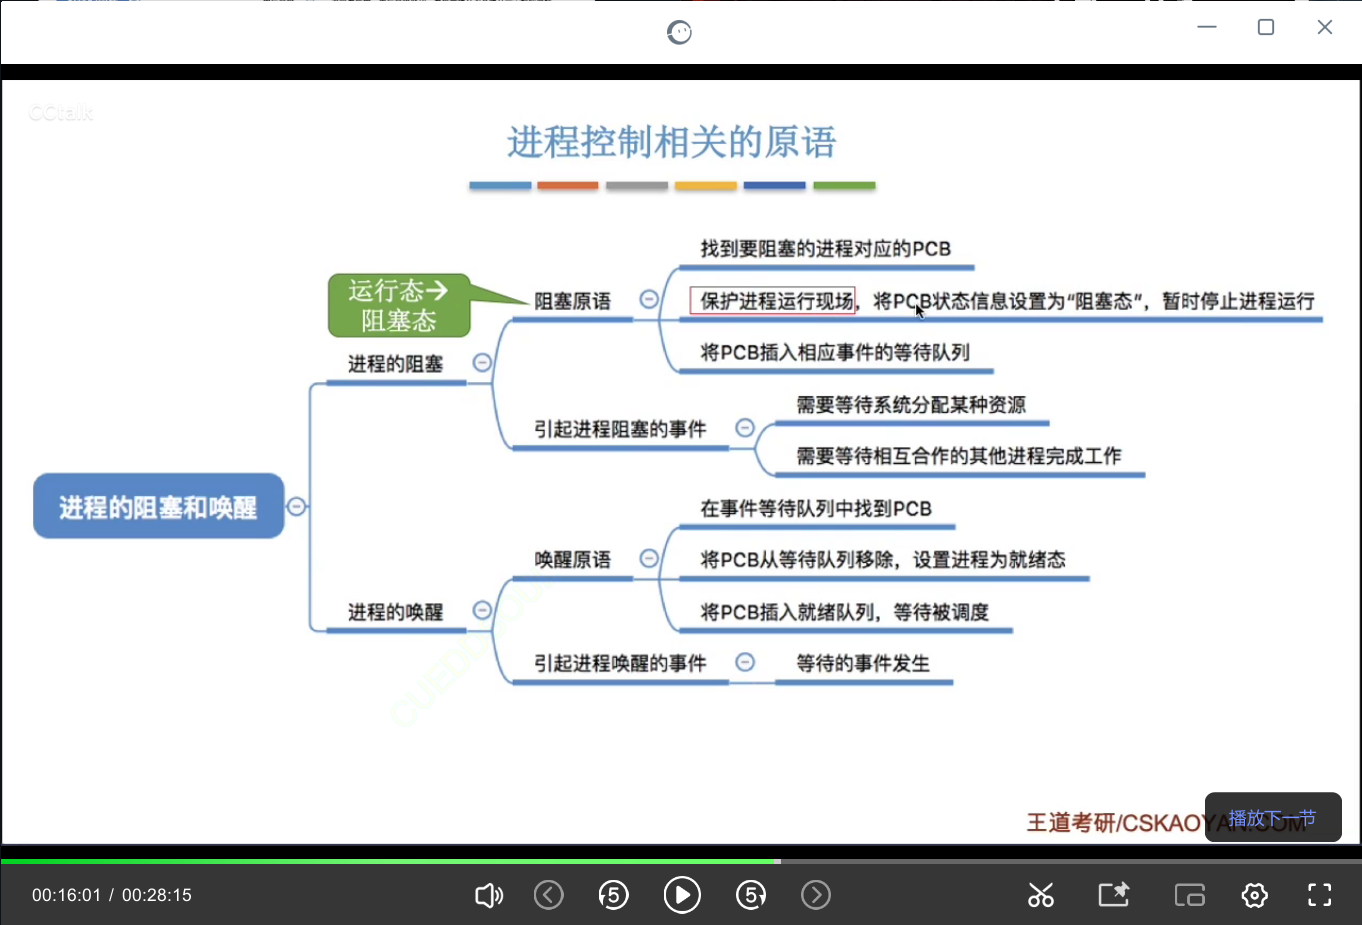 CCtalk
进程控制相关的原语
找到要阻塞的进程对应的PCB
运行态→
阻塞态
阻塞原语
保护进程运行现场，将PCB状态信息设置为“阻塞态”，暂时停止进程运行
将PCB插入相应事件的等待队列
进程的阻塞
需要等待系统分配某种资源
引起进程阻塞的事件
需要等待相互合作的其他进程完成工作
进程的阻塞和唤醒
在事件等待队列中找到PCB
唤醒原语
将PCB从等待队列移除，设置进程为就绪态
将PCB插入就绪队列，等待被调度
进程的唤醒
引起进程唤醒的事件
等待的事件发生
王道考研/CSKAOYAN.COM
播放下一节
00:16:01 / 00:28:15
5
5